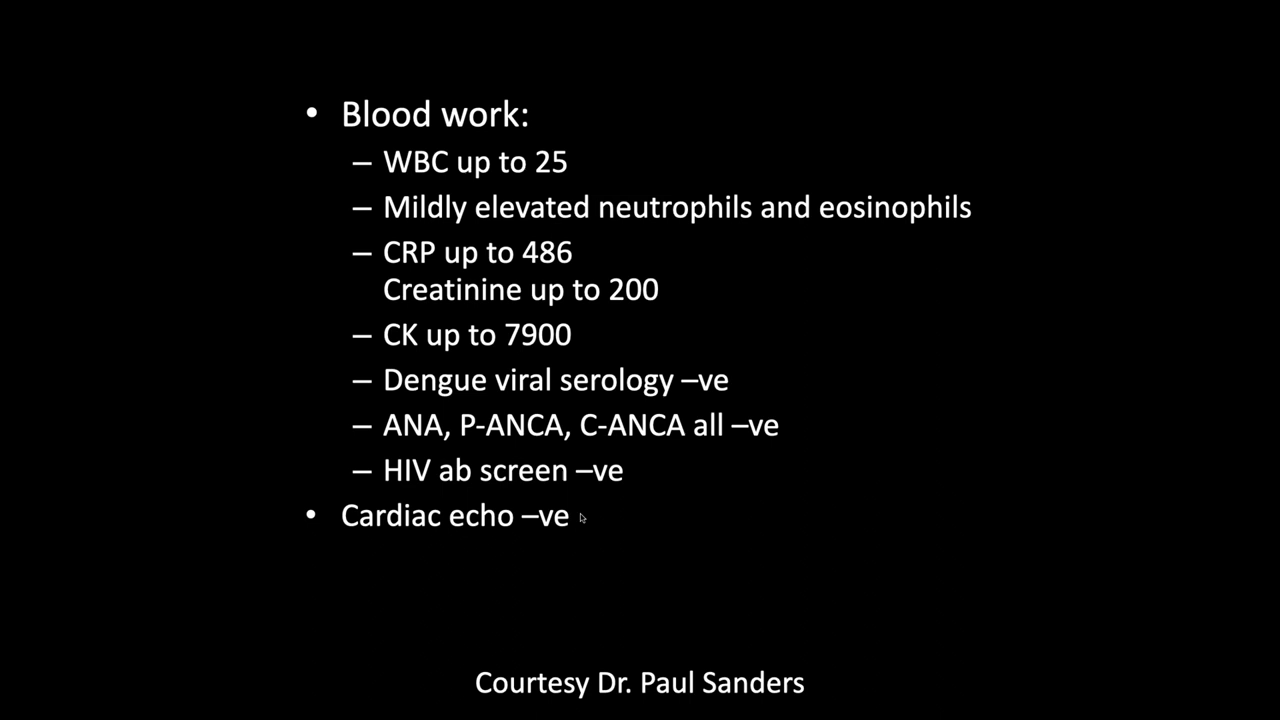 • Blood work:
– WBC up to 25
– Mildly elevated neutrophils and eosinophils
– CRP up to 486
Creatinine up to 200
– CK up to 7900
– Dengue viral serology –ve
– ANA, P-ANCA, C-ANCA all –ve
– HIV ab screen –ve
• Cardiac echo –ve
Courtesy Dr. Paul Sanders